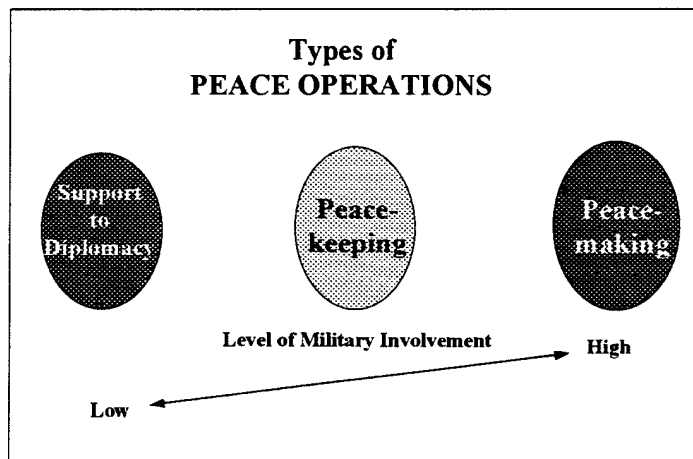 Types of
PEACE OPERATIONS
Support
to
Diplomacy
Peace-
keeping
Peace-
making
Level of Military Involvement
High
Low